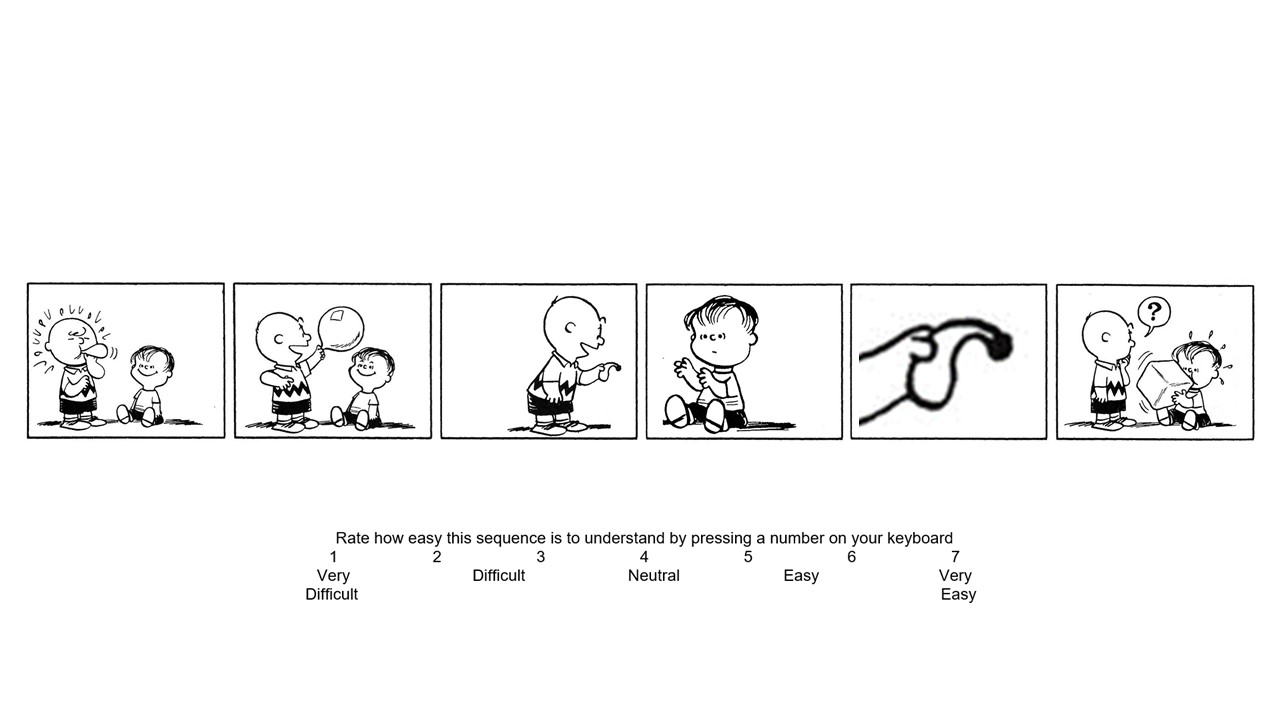 ?
Rate how easy this sequence is to understand by pressing a number on your keyboard
1 2 3 4 5 6 7
Very Difficult Neutral Easy Very
Difficult Easy